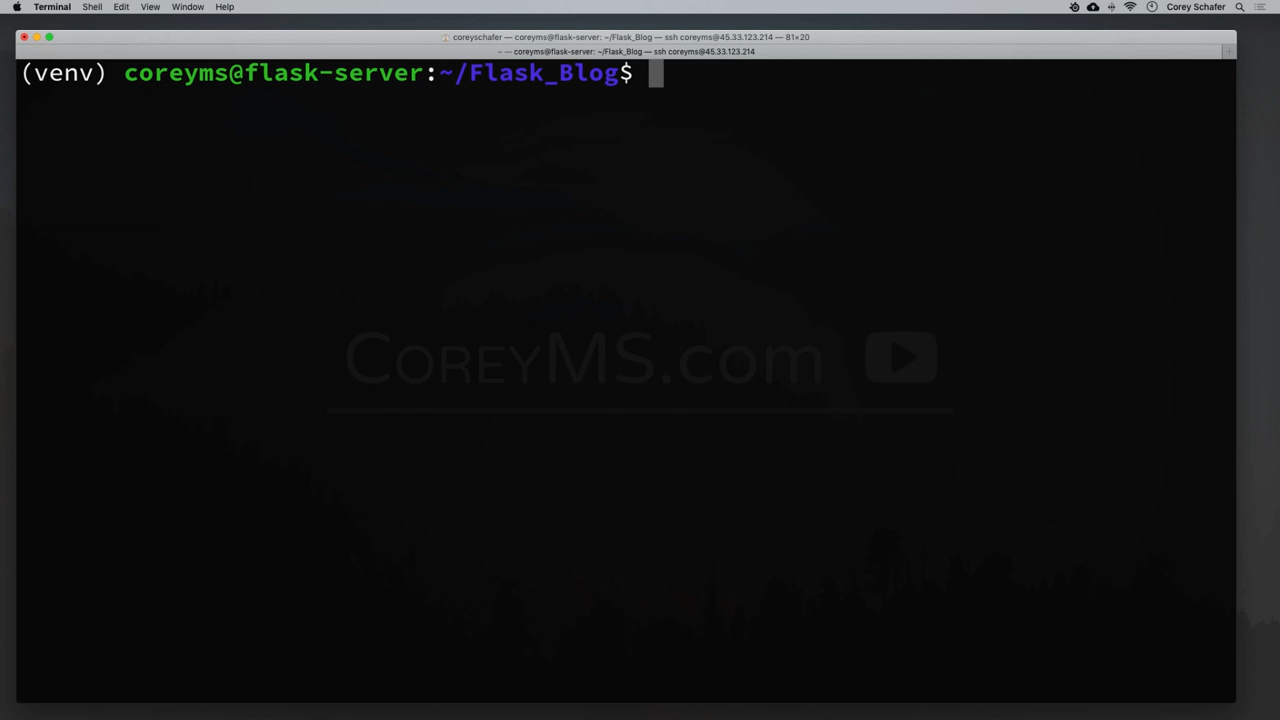 Terminal Shell Edit View Window Help Corey Schafer
coreyschafer — coreyms@flask-server: ~/Flask_Blog — ssh coreyms@45.33.123.214 — 81×20
~ — coreyms@flask-server: ~/Flask_Blog — ssh coreyms@45.33.123.214
(venv) coreyms@flask-server:~/Flask_Blog$
CoreyMS.com